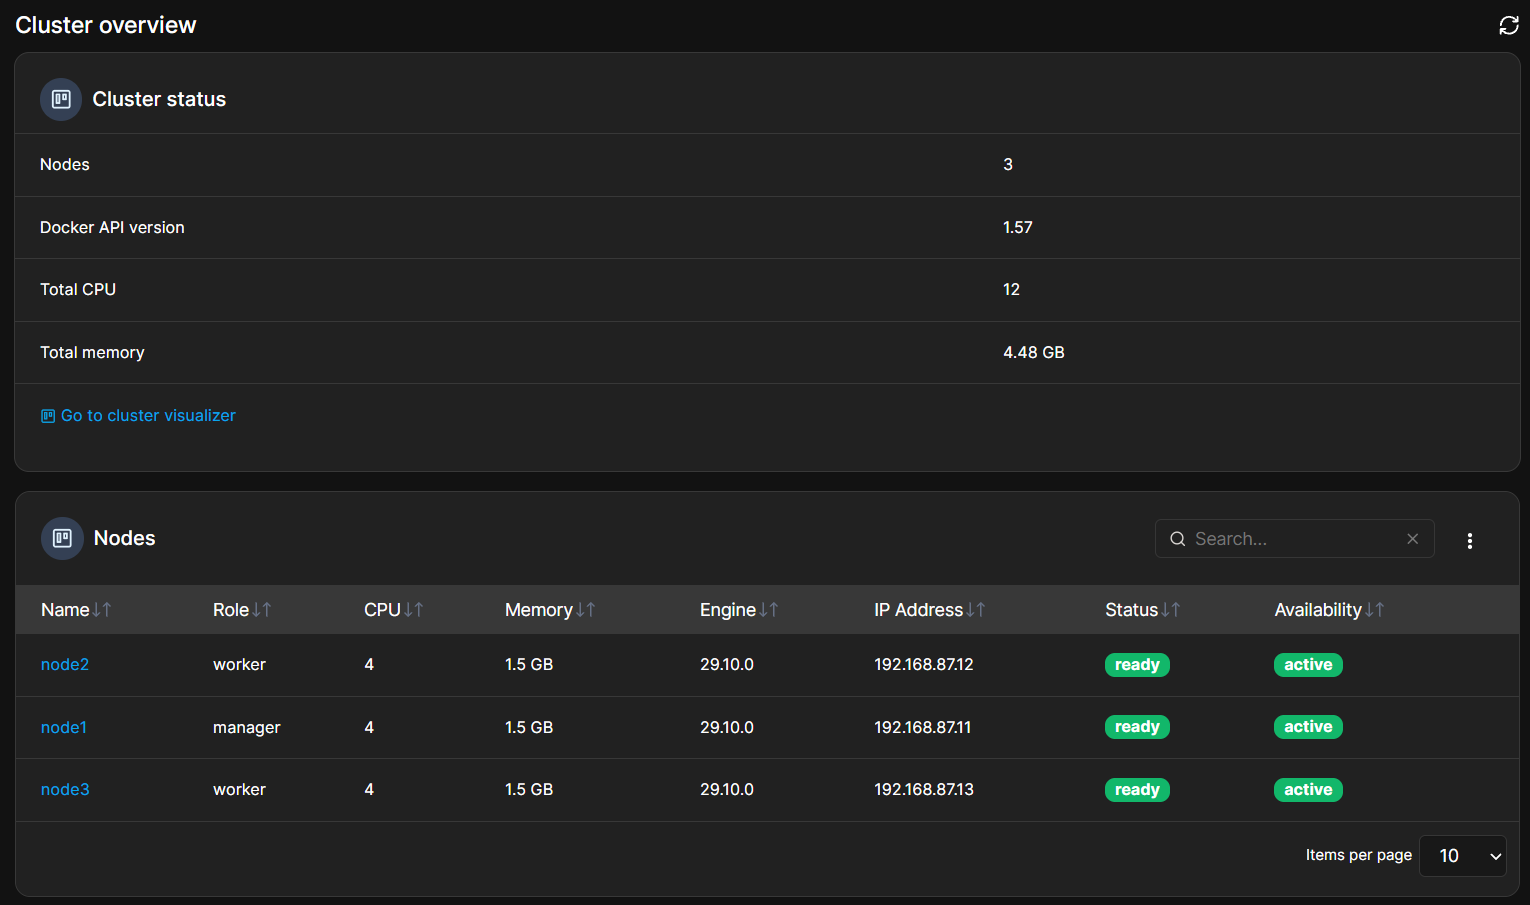 Cluster overview
Cluster status
Nodes 3
Docker API version 1.57
Total CPU 12
Total memory 4.48 GB
Go to cluster visualizer
Nodes Search...
Name Role CPU Memory Engine IP Address Status Availability
node2 worker 4 1.5 GB 29.10.0 192.168.87.12 ready active
node1 manager 4 1.5 GB 29.10.0 192.168.87.11 ready active
node3 worker 4 1.5 GB 29.10.0 192.168.87.13 ready active
Items per page 10